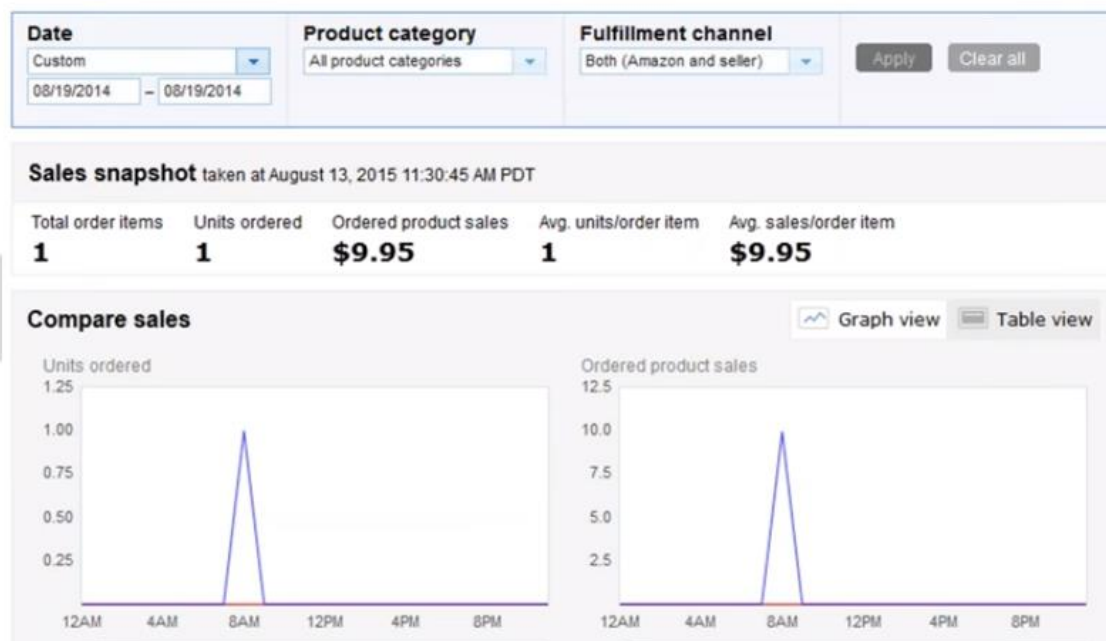 Date
Product category
Fulfillment channel
Custom
All product categories
Both (Amazon and seller)
Apply
Clear all
08/19/2014 – 08/19/2014
Sales snapshot taken at August 13, 2015 11:30:45 AM PDT
Total order items
Units ordered
Ordered product sales
Avg. units/order item
Avg. sales/order item
1
1
$9.95
1
$9.95
Compare sales
Graph view
Table view
Units ordered
1.25
1.00
0.75
0.50
0.25
12AM 4AM 8AM 12PM 4PM 8PM
Ordered product sales
12.5
10.0
7.5
5.0
2.5
12AM 4AM 8AM 12PM 4PM 8PM